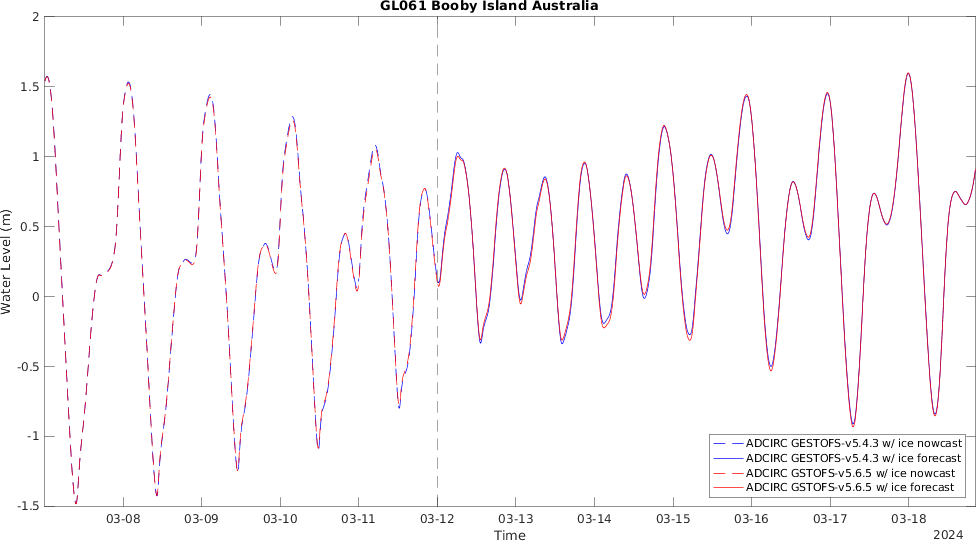 GL061 Booby Island Australia
2
1.5
1
0.5
0
-0.5
-1
-1.5
Water Level (m)
03-08
03-09
03-10
03-11
03-12
03-13
03-14
03-15
03-16
03-17
03-18
Time
2024
ADCIRC GESTOFS-v5.4.3 w/ ice nowcast
ADCIRC GESTOFS-v5.4.3 w/ ice forecast
ADCIRC GSTOFS-v5.6.5 w/ ice nowcast
ADCIRC GSTOFS-v5.6.5 w/ ice forecast